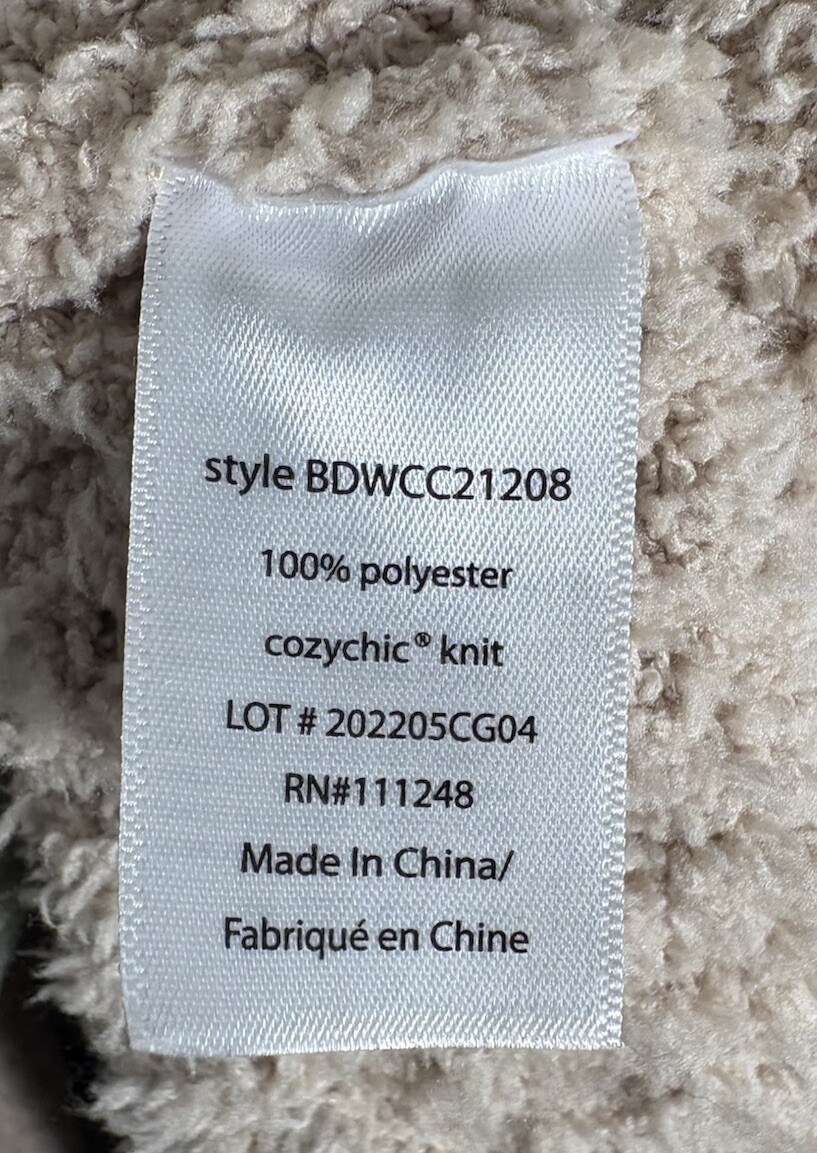 style BDWCC21208
100% polyester
cozychic® knit
LOT # 202205CG04
RN#111248
Made In China/
Fabriqué en Chine